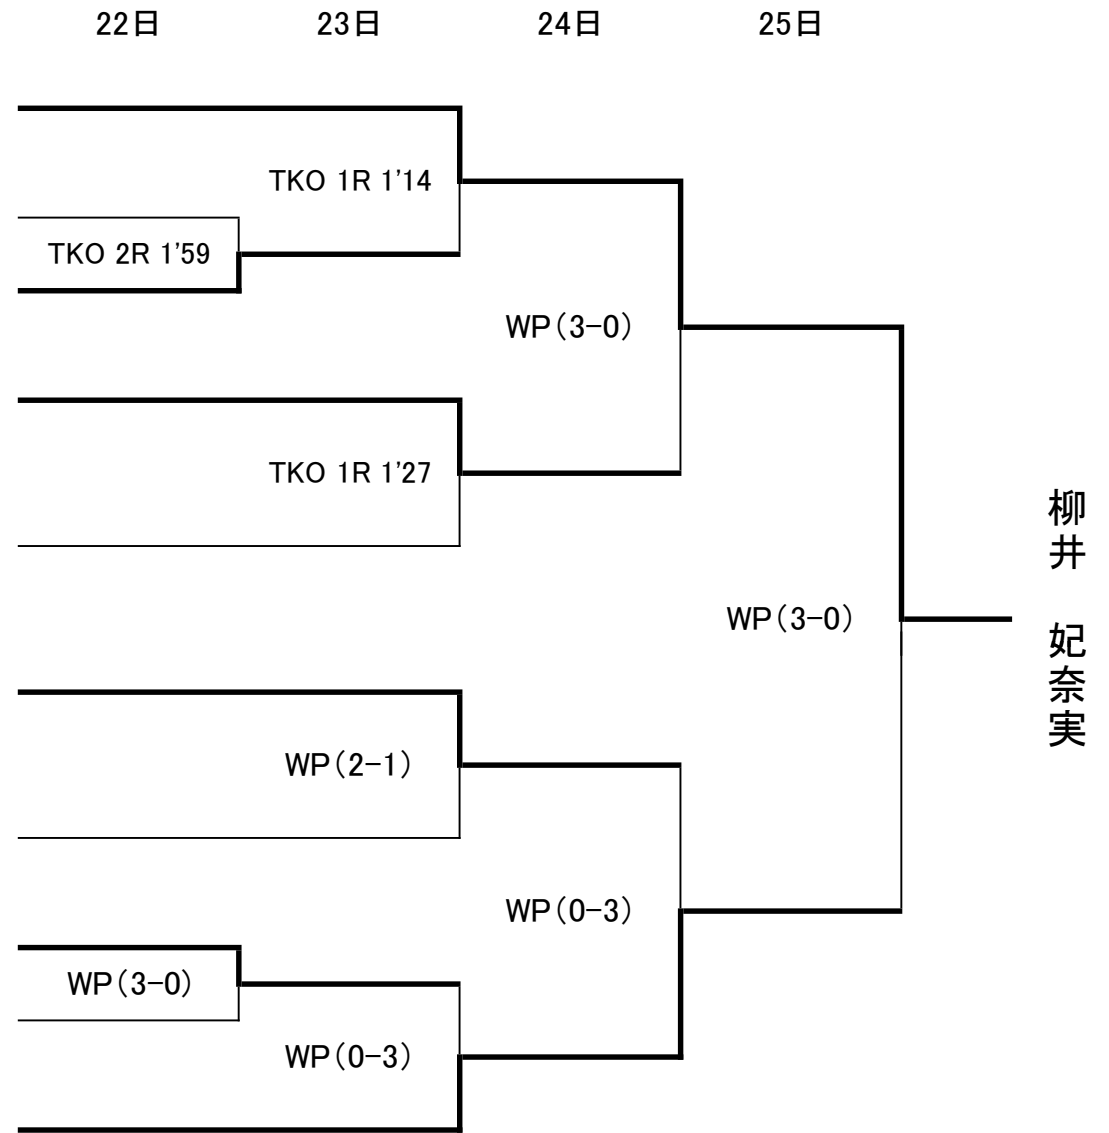 22日 23日 24日 25日
TKO 1R 1'14
TKO 2R 1'59
WP(3-0)
TKO 1R 1'27
WP(3-0)
柳井 妃奈実
WP(2-1)
WP(0-3)
WP(3-0)
WP(0-3)